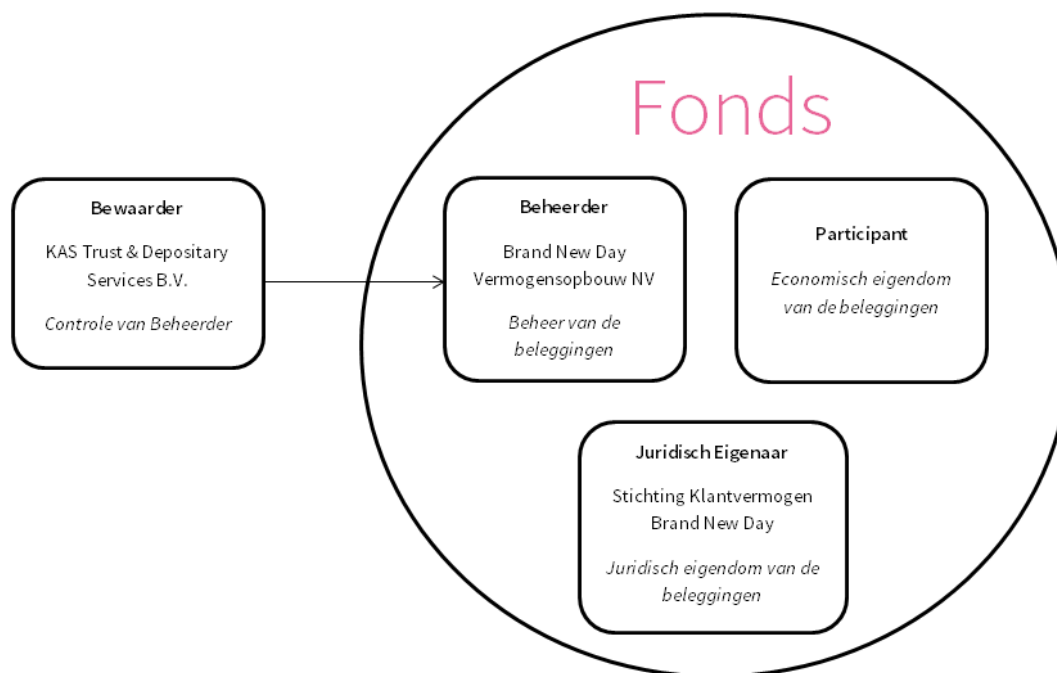 Fonds
Bewaarder
KAS Trust & Depositary
Services B.V.
Controle van Beheerder
Beheerder
Brand New Day
Vermogensopbouw NV
Beheer van de
beleggingen
Participant
Economisch eigendom
van de beleggingen
Juridisch Eigenaar
Stichting Klantvermogen
Brand New Day
Juridisch eigendom van de
beleggingen